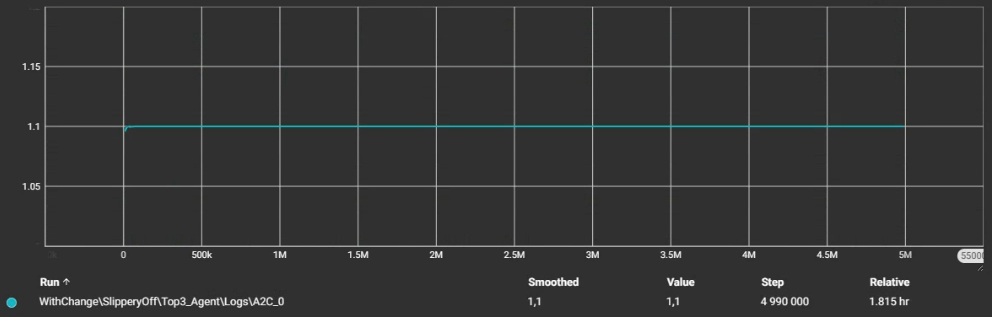 1.15
1.1
1.05
0 500k 1M 1.5M 2M 2.5M 3M 3.5M 4M 4.5M 5M 5500
Run ↑ Smoothed Value Step Relative
WithChange\SlipperyOff\Top3_Agent\Logs\A2C_0 1,1 1,1 4 990 000 1.815 hr